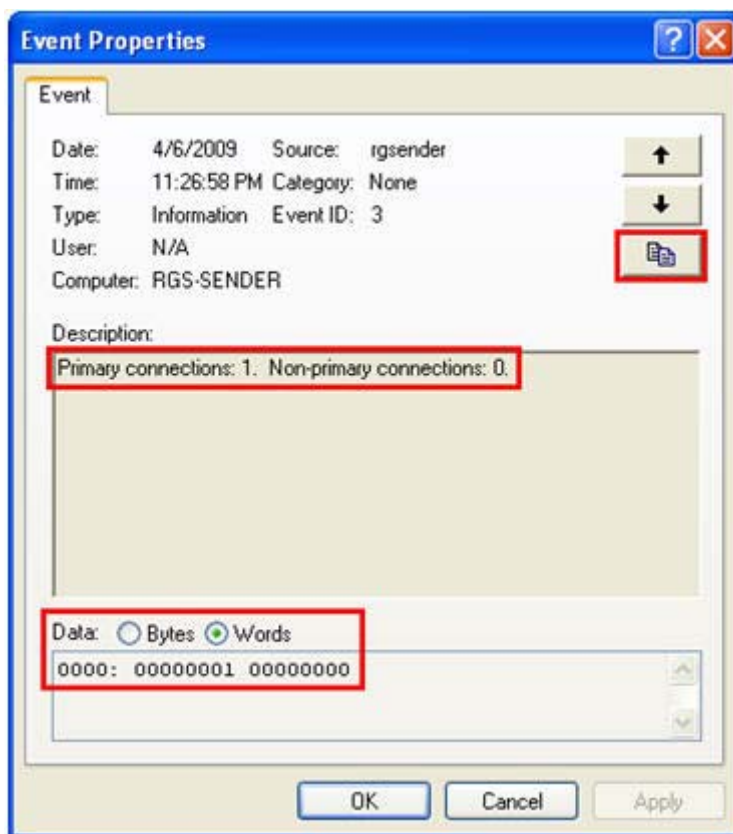 Event Properties
Event
Date: 4/6/2009 Source: rgsender
Time: 11:26:58 PM Category: None
Type: Information Event ID: 3
User: N/A
Computer: RGS-SENDER
Description:
Primary connections: 1. Non-primary connections: 0.
Data: Bytes Words
0000: 00000001 00000000
OK Cancel Apply